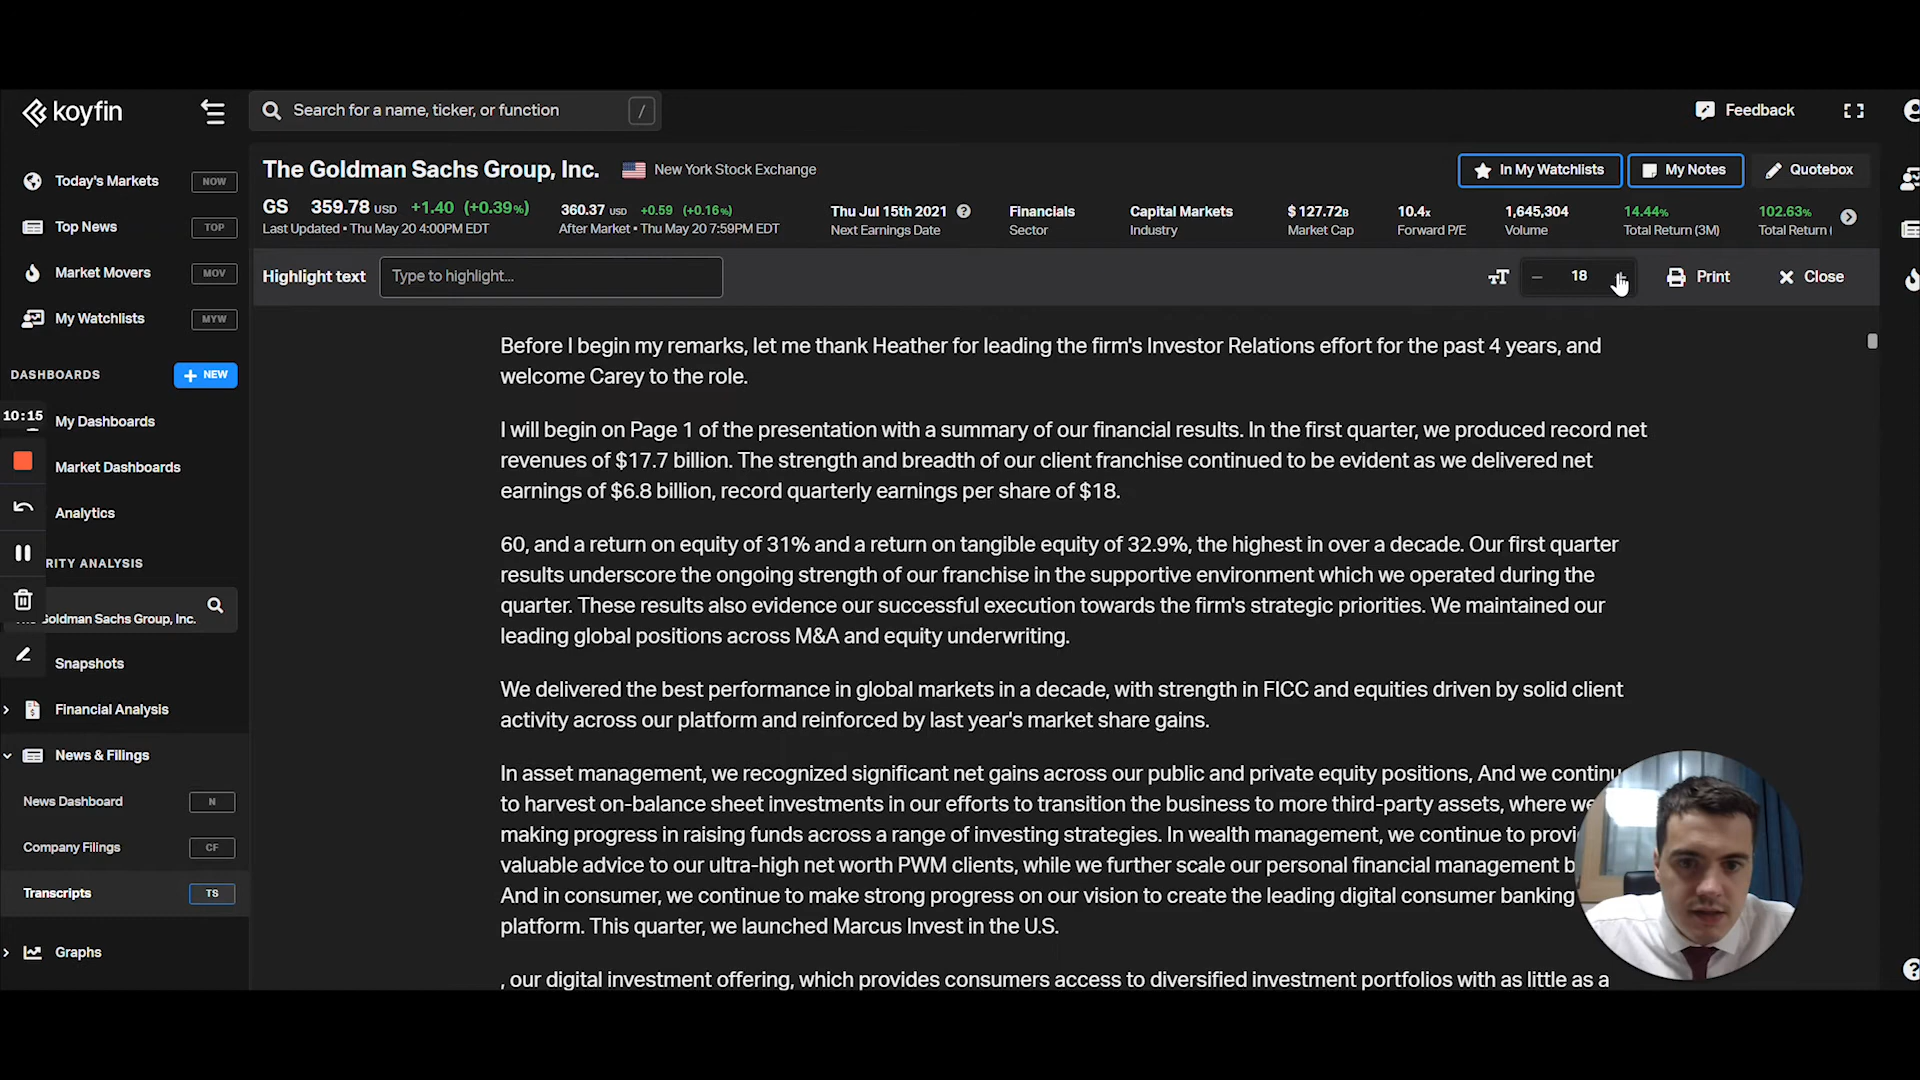 koyfin
Search for a name, ticker, or function /
Feedback
Today's Markets NOW
Top News TOP
Market Movers MOV
My Watchlists MYW
DASHBOARDS NEW
10:15
My Dashboards
Market Dashboards
Analytics
RITY ANALYSIS
Goldman Sachs Group, Inc.
Snapshots
Financial Analysis
News & Filings
News Dashboard N
Company Filings CF
Transcripts TS
Graphs
The Goldman Sachs Group, Inc. New York Stock Exchange
In My Watchlists My Notes Quotebox
GS 359.78 USD +1.40 (+0.39%)
Last Updated • Thu May 20 4:00PM EDT
360.37 USD +0.59 (+0.16%)
After Market • Thu May 20 7:59PM EDT
Thu Jul 15th 2021 ?
Next Earnings Date
Financials
Sector
Capital Markets
Industry
$ 127.72B
Market Cap
10.4x
Forward P/E
1,645,304
Volume
14.44%
Total Return (3M)
102.63%
Total Return (
Highlight text Type to highlight...
TT − 18 Print Close
Before I begin my remarks, let me thank Heather for leading the firm's Investor Relations effort for the past 4 years, and
welcome Carey to the role.
I will begin on Page 1 of the presentation with a summary of our financial results. In the first quarter, we produced record net
revenues of $17.7 billion. The strength and breadth of our client franchise continued to be evident as we delivered net
earnings of $6.8 billion, record quarterly earnings per share of $18.
60, and a return on equity of 31% and a return on tangible equity of 32.9%, the highest in over a decade. Our first quarter
results underscore the ongoing strength of our franchise in the supportive environment which we operated during the
quarter. These results also evidence our successful execution towards the firm's strategic priorities. We maintained our
leading global positions across M&A and equity underwriting.
We delivered the best performance in global markets in a decade, with strength in FICC and equities driven by solid client
activity across our platform and reinforced by last year's market share gains.
In asset management, we recognized significant net gains across our public and private equity positions, And we continu
to harvest on-balance sheet investments in our efforts to transition the business to more third-party assets, where we
making progress in raising funds across a range of investing strategies. In wealth management, we continue to provi
valuable advice to our ultra-high net worth PWM clients, while we further scale our personal financial management b
And in consumer, we continue to make strong progress on our vision to create the leading digital consumer banking
platform. This quarter, we launched Marcus Invest in the U.S.
, our digital investment offering, which provides consumers access to diversified investment portfolios with as little as a